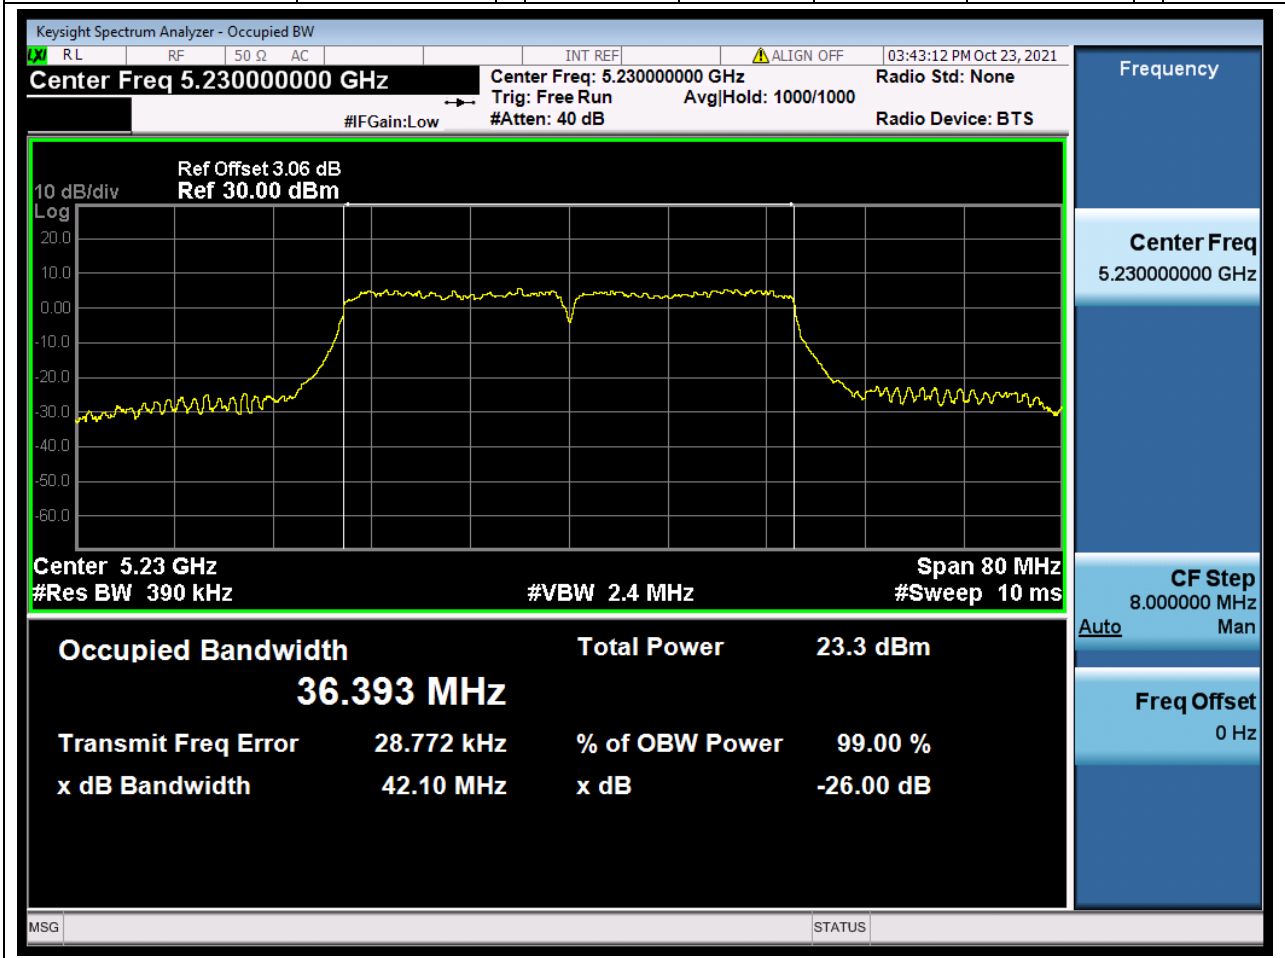 Keysight Spectrum Analyzer - Occupied BW
LXI RL RF 50 Ω AC INT REF ALIGN OFF 03:43:12 PM Oct 23, 2021
Center Freq 5.230000000 GHz
Center Freq: 5.230000000 GHz
Radio Std: None
Trig: Free Run Avg|Hold: 1000/1000
#IFGain:Low
#Atten: 40 dB
Radio Device: BTS
Ref Offset 3.06 dB
10 dB/div Ref 30.00 dBm
Log
20.0
10.0
0.00
-10.0
-20.0
-30.0
-40.0
-50.0
-60.0
Center 5.23 GHz Span 80 MHz
#Res BW 390 kHz #VBW 2.4 MHz #Sweep 10 ms
Occupied Bandwidth Total Power 23.3 dBm
36.393 MHz
Transmit Freq Error 28.772 kHz % of OBW Power 99.00 %
x dB Bandwidth 42.10 MHz x dB -26.00 dB
Frequency
Center Freq
5.230000000 GHz
CF Step
8.000000 MHz
Auto Man
Freq Offset
0 Hz
MSG STATUS